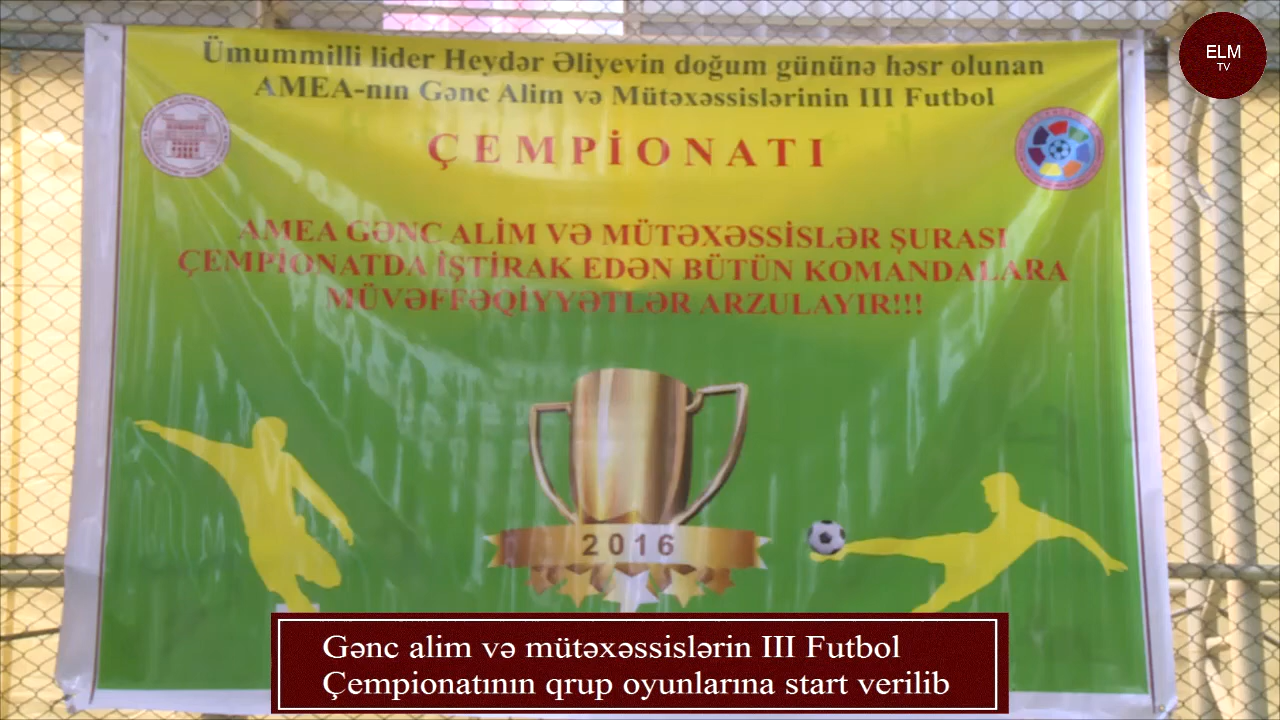 Ümummilli lider Heydər Əliyevin doğum gününə həsr olunan
AMEA-nın Gənc Alim və Mütəxəssislərinin III Futbol
ÇEMPİONATI
AMEA GƏNC ALİM VƏ MÜTƏXƏSSİSLƏR ŞURASI
ÇEMPİONATDA İŞTİRAK EDƏN BÜTÜN KOMANDALARA
MÜVƏFFƏQİYYƏTLƏR ARZULAYIR!!!
2016
ELM
TV
Gənc alim və mütəxəssislərin III Futbol
Çempionatının qrup oyunlarına start verilib